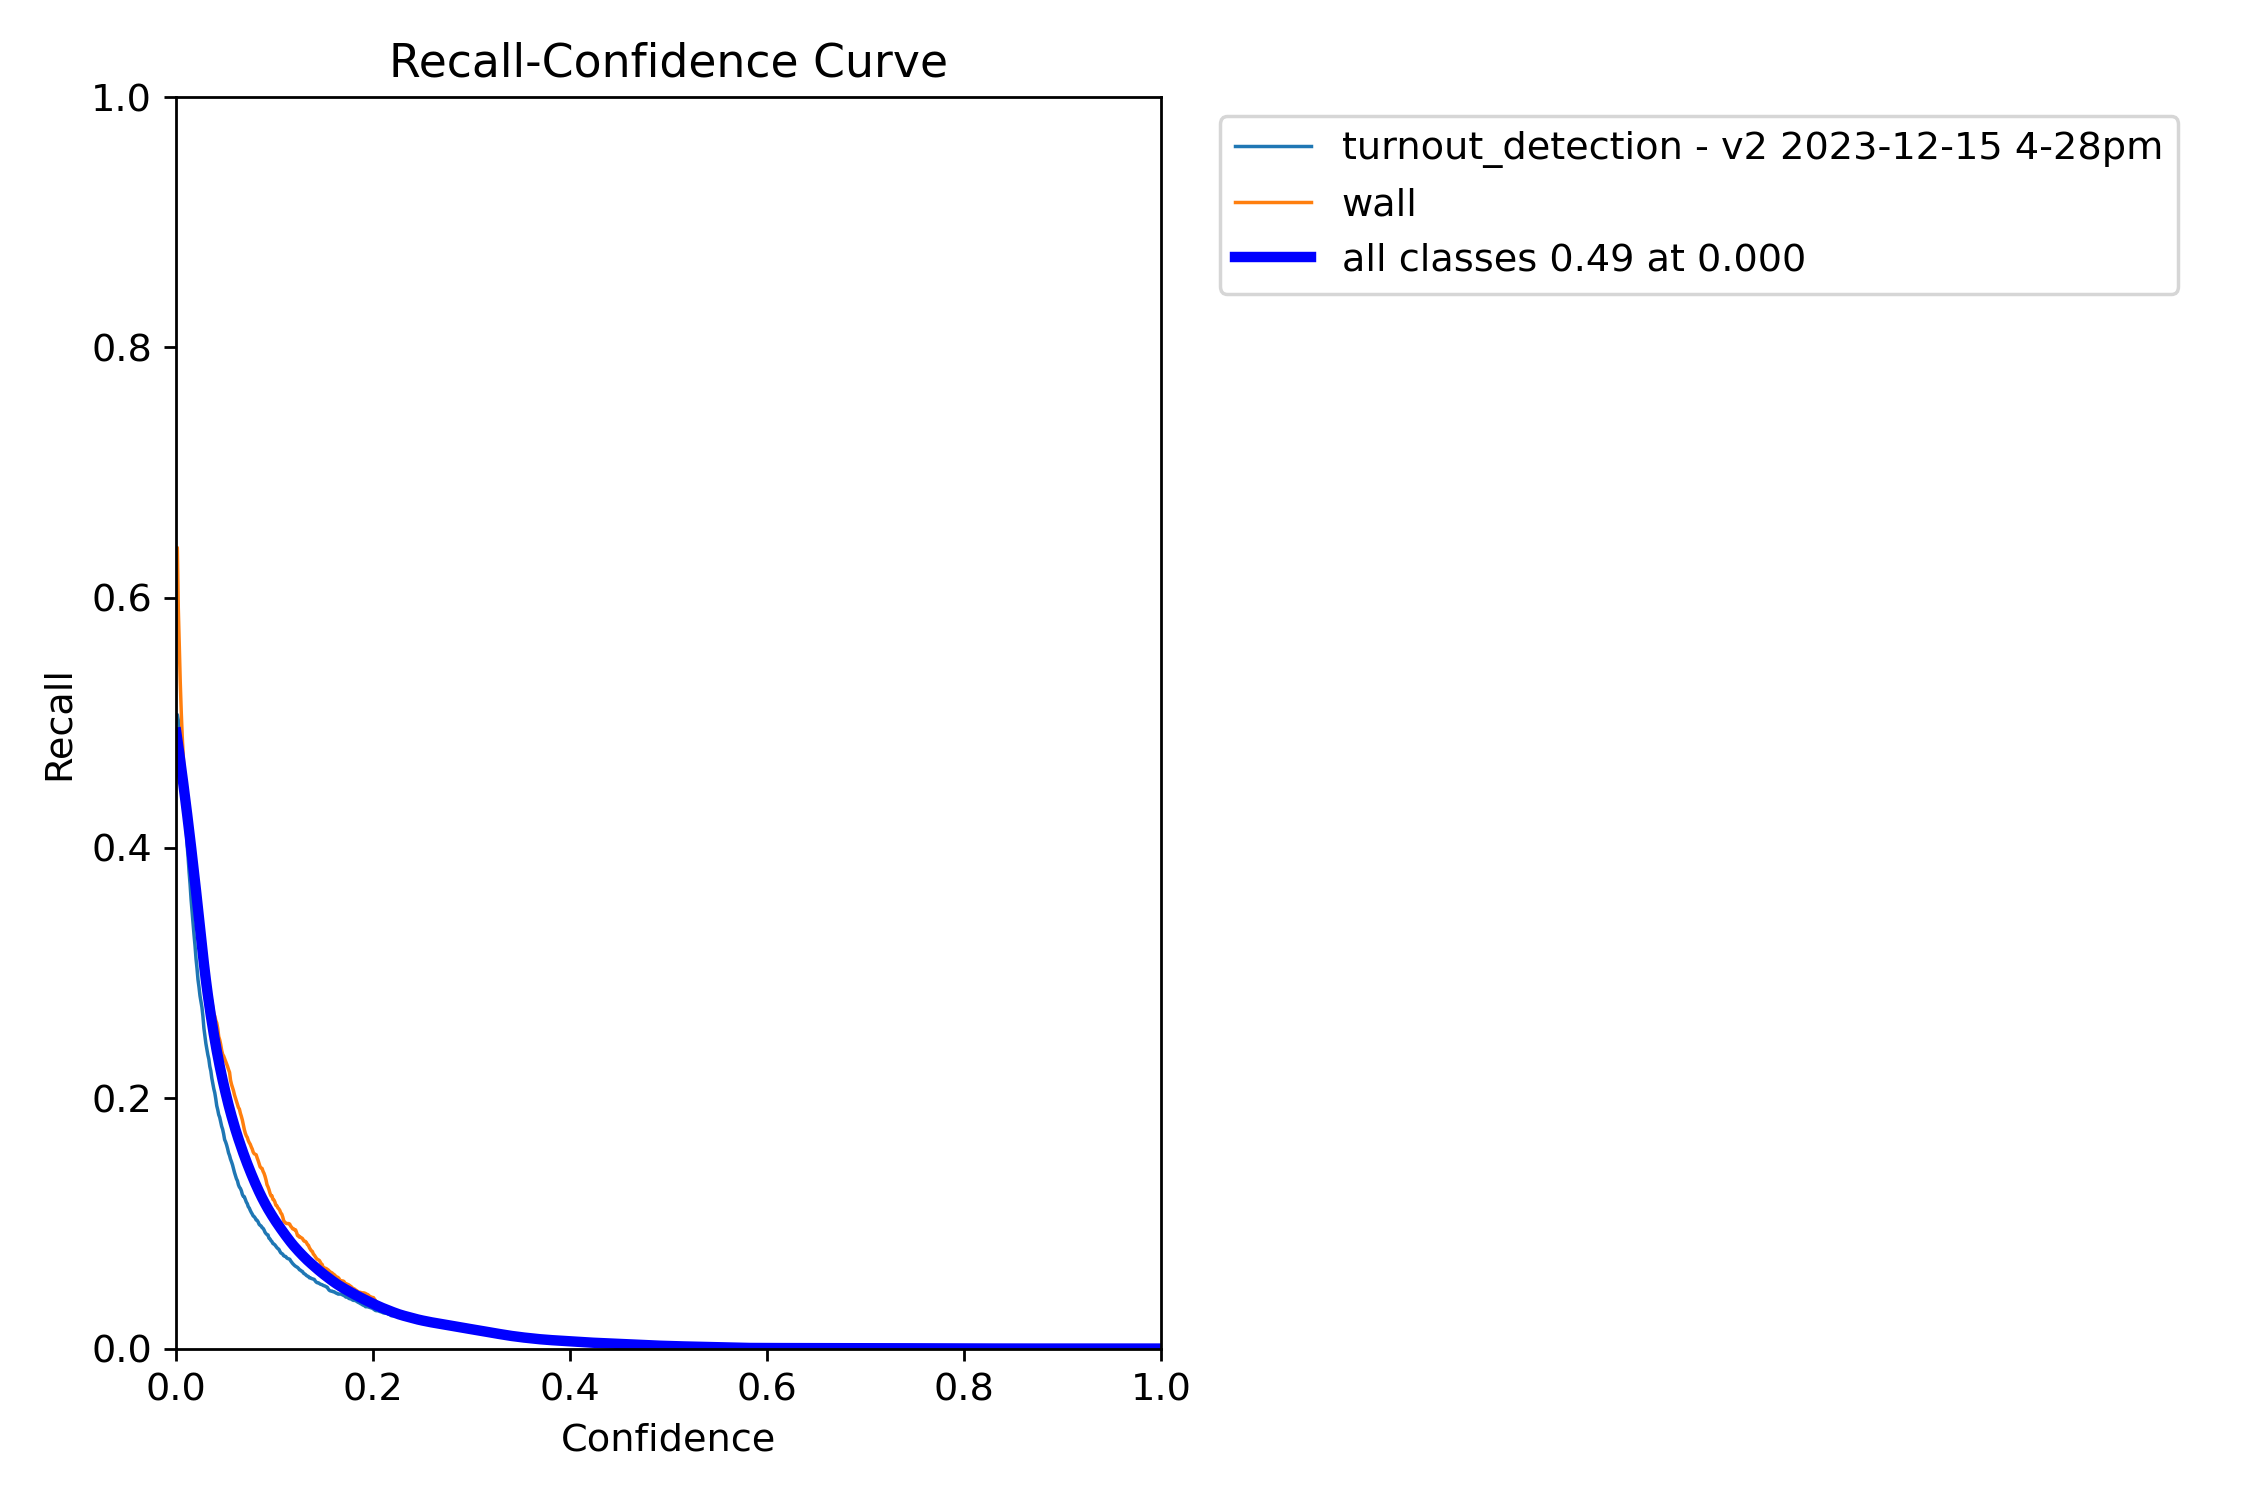 Recall-Confidence Curve
1.0
0.8
0.6
0.4
0.2
0.0
Recall
0.0 0.2 0.4 0.6 0.8 1.0
Confidence
turnout_detection - v2 2023-12-15 4-28pm
wall
all classes 0.49 at 0.000